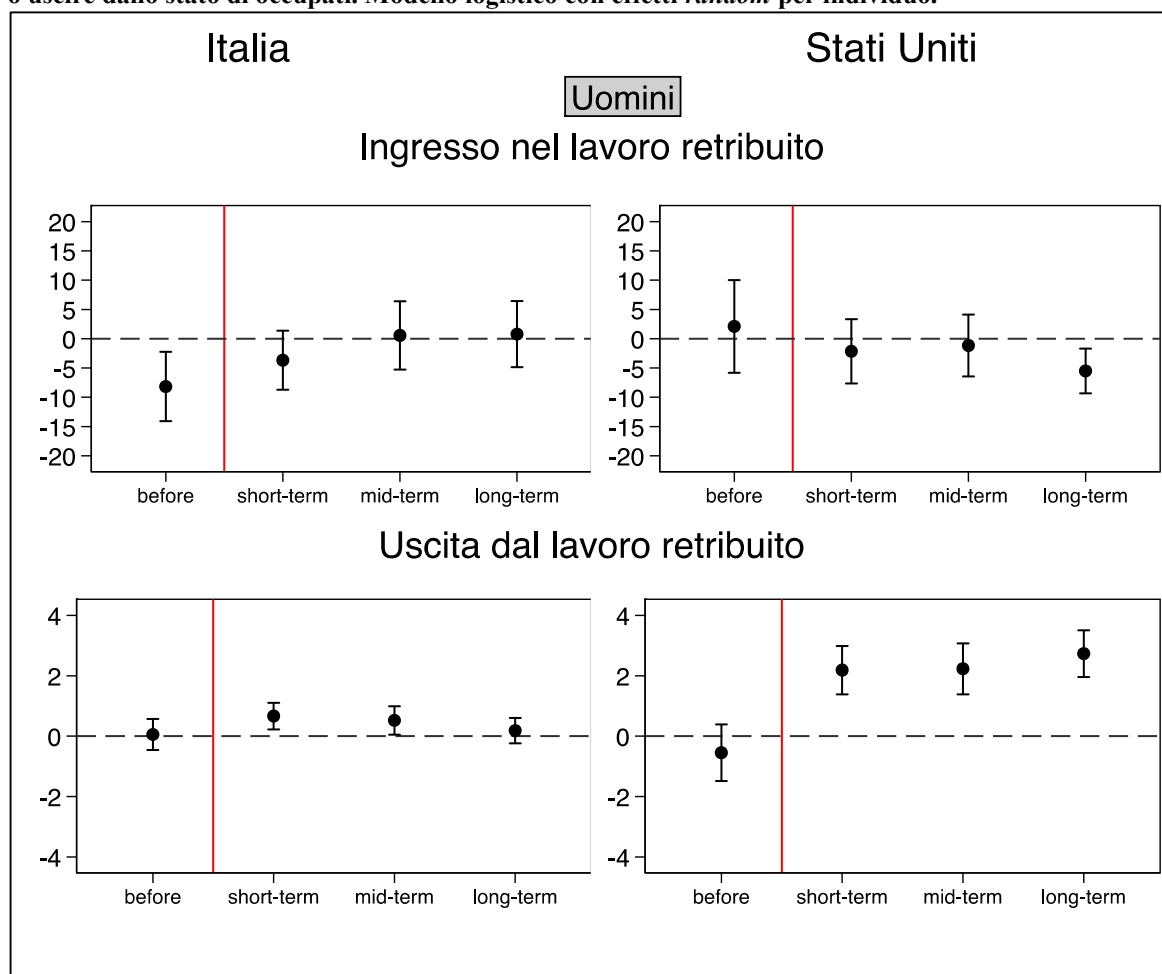 o uscire dallo stato di occupati. Modello logistico con effetti random per individuo.
Italia Stati Uniti
Uomini
Ingresso nel lavoro retribuito
20 15 10 5 0 -5 -10 -15 -20
before short-term mid-term long-term
20 15 10 5 0 -5 -10 -15 -20
before short-term mid-term long-term
Uscita dal lavoro retribuito
4 2 0 -2 -4
before short-term mid-term long-term
4 2 0 -2 -4
before short-term mid-term long-term